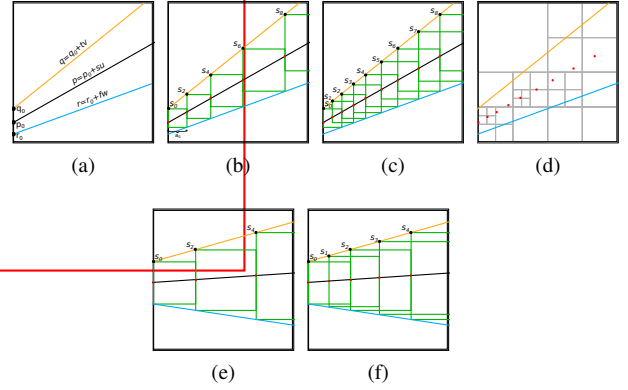 q=q₀+tv
p=p₀+su
r=r₀+fw
q₀
p₀
r₀
(a)
s₈
s₆
s₄
s₂
s₀
(b)
s₈
s₇
s₆
s₅
s₄
s₃
s₂
s₁
(c)
(d)
s₄
s₂
s₀
(e)
s₄
s₃
s₂
s₁
s₀
(f)